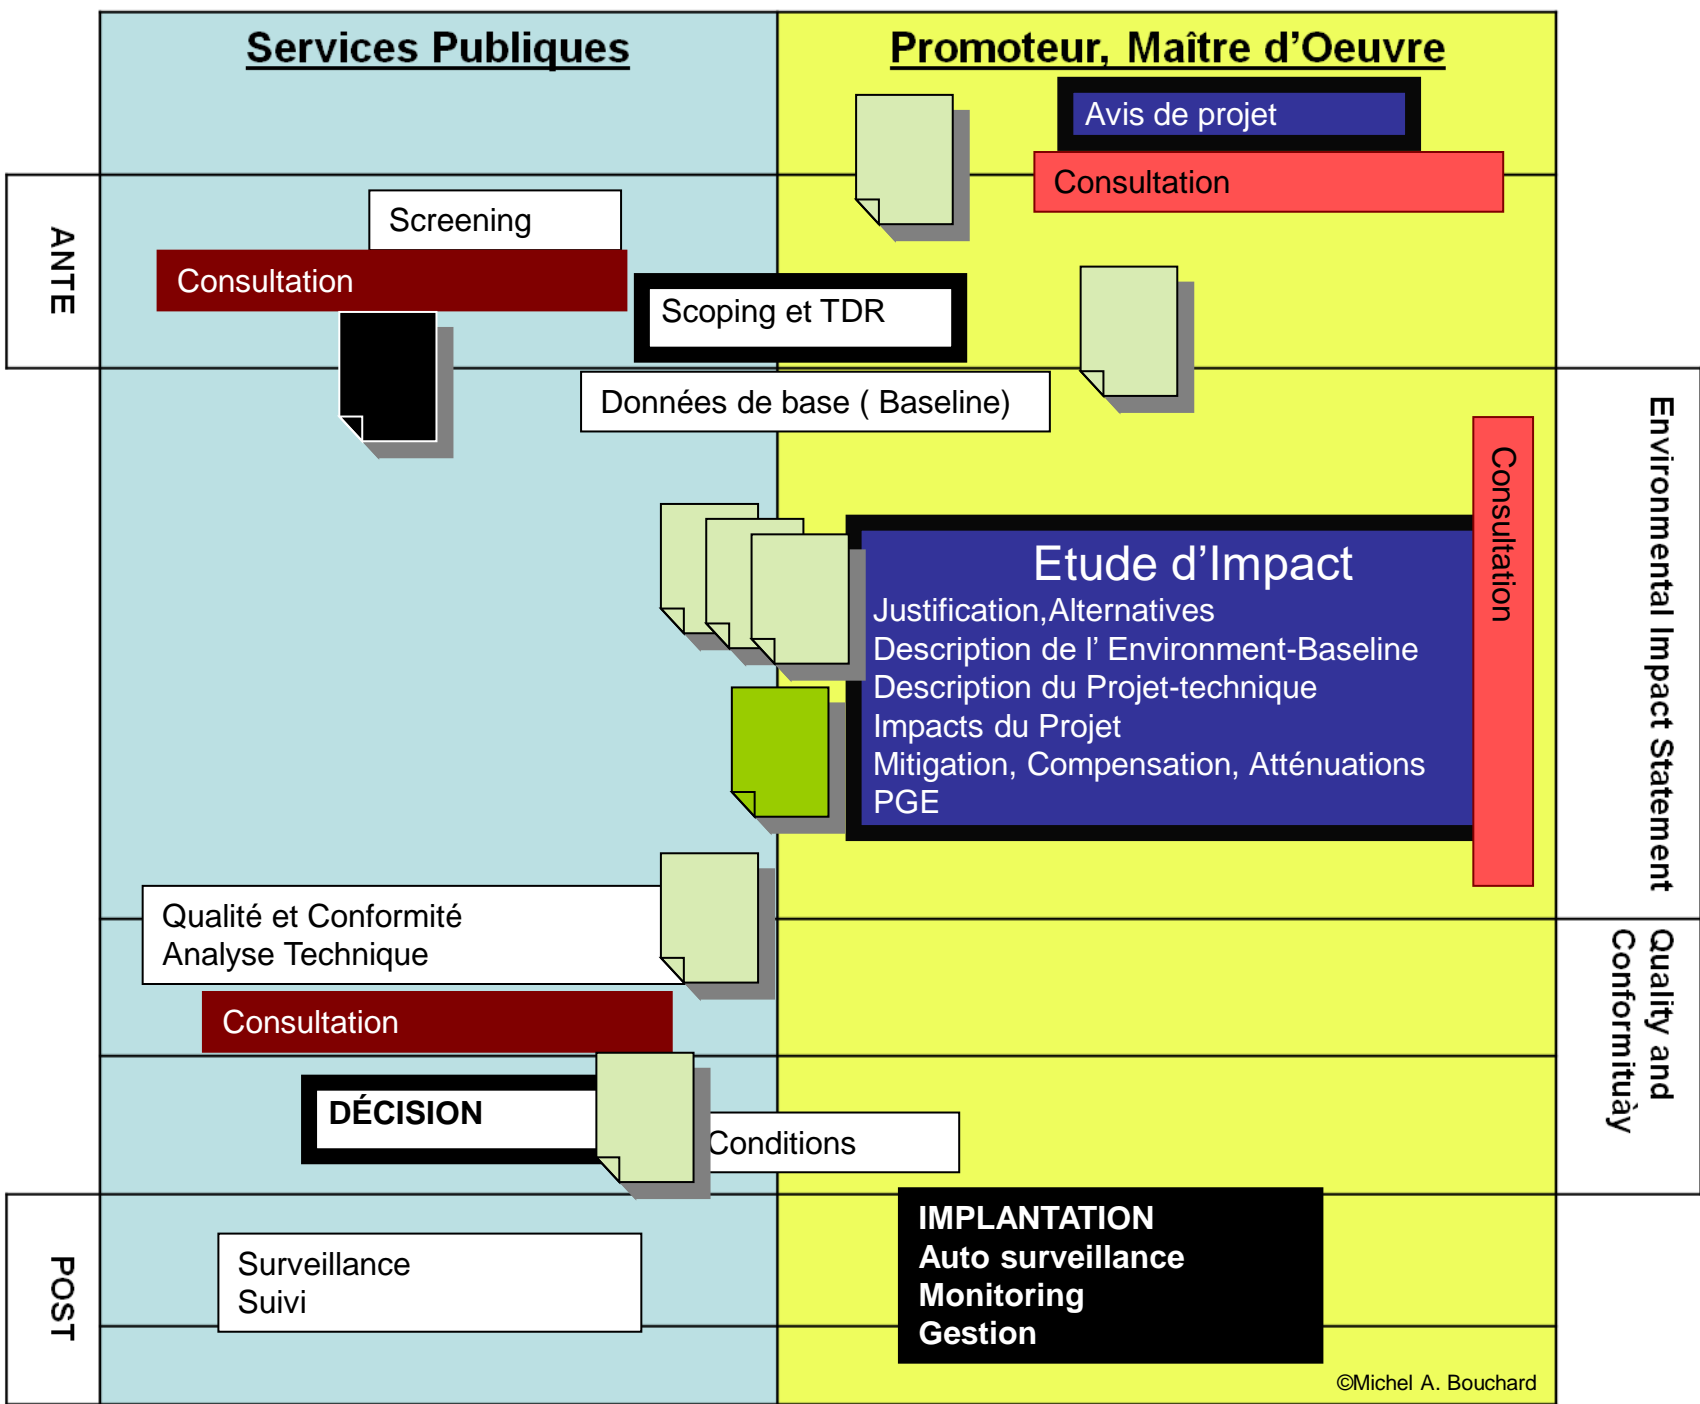 Services Publiques
Promoteur, Maître d'Oeuvre
Avis de projet
Consultation
ANTE
Screening
Consultation
Scoping et TDR
Données de base ( Baseline)
Environmental Impact Statement
Consultation
Etude d'Impact
Justification,Alternatives
Description de l' Environment-Baseline
Description du Projet-technique
Impacts du Projet
Mitigation, Compensation, Atténuations
PGE
Qualité et Conformité
Analyse Technique
Quality and
Conformituày
Consultation
DÉCISION
Conditions
POST
IMPLANTATION
Auto surveillance
Monitoring
Gestion
Surveillance
Suivi
©Michel A. Bouchard